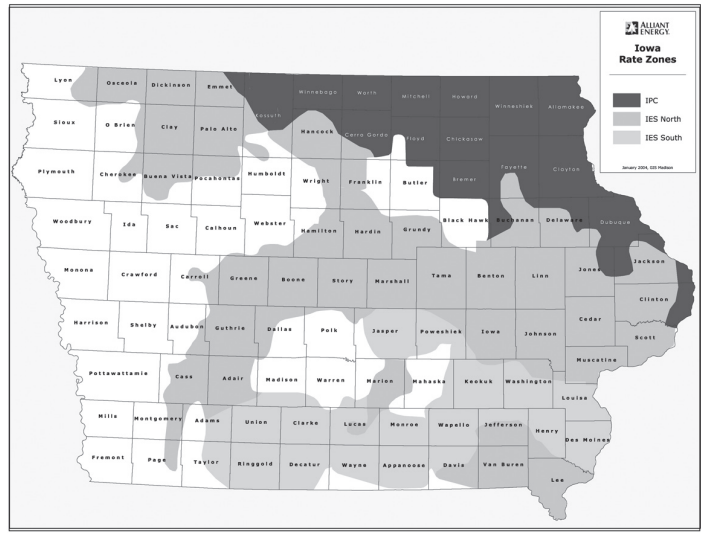 ALLIANT
ENERGY.
Iowa
Rate Zones
IPC
IES North
IES South
January 2004, GIS Madison
Lyon
Osceola
Dickinson
Emmet
Kossuth
Winnebago
Worth
Mitchell
Howard
Winneshiek
Allamakee
Sioux
O Brien
Clay
Palo Alto
Hancock
Cerro Gordo
Floyd
Chickasaw
Fayette
Clayton
Plymouth
Cherokee
Buena Vista
Pocahontas
Humboldt
Wright
Franklin
Butler
Bremer
Woodbury
Ida
Sac
Calhoun
Webster
Hamilton
Hardin
Grundy
Black Hawk
Buchanan
Delaware
Dubuque
Monona
Crawford
Carroll
Greene
Boone
Story
Marshall
Tama
Benton
Linn
Jones
Jackson
Clinton
Harrison
Shelby
Audubon
Guthrie
Dallas
Polk
Jasper
Poweshiek
Iowa
Johnson
Cedar
Scott
Muscatine
Pottawattamie
Cass
Adair
Madison
Warren
Marion
Mahaska
Keokuk
Washington
Louisa
Mills
Montgomery
Adams
Union
Clarke
Lucas
Monroe
Wapello
Jefferson
Henry
Des Moines
Fremont
Page
Taylor
Ringgold
Decatur
Wayne
Appanoose
Davis
Van Buren
Lee